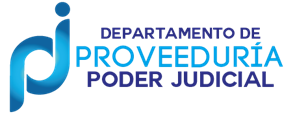 DEPARTAMENTO DE
PROVEEDURÍA
PODER JUDICIAL